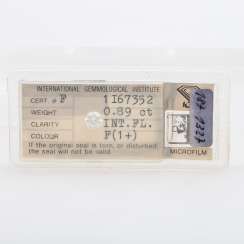 INTERNATIONAL GEMMOLOGICAL INSTITUTE
CERT. Nº F 1167352
WEIGHT 0.89 ct
CLARITY INT.FL.
COLOUR F(1+)
If the original seal is torn, or disturbed
the seal will not be valid
MICROFILM